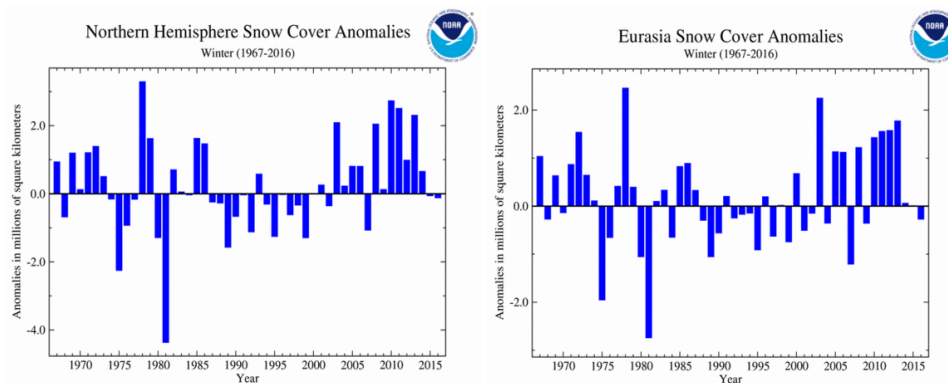 Northern Hemisphere Snow Cover Anomalies
Winter (1967-2016)
NOAA
Anomalies in millions of square kilometers
2.0
0.0
-2.0
-4.0
1970 1975 1980 1985 1990 1995 2000 2005 2010 2015
Year
Eurasia Snow Cover Anomalies
Winter (1967-2016)
NOAA
Anomalies in millions of square kilometers
2.0
0.0
-2.0
1970 1975 1980 1985 1990 1995 2000 2005 2010 2015
Year